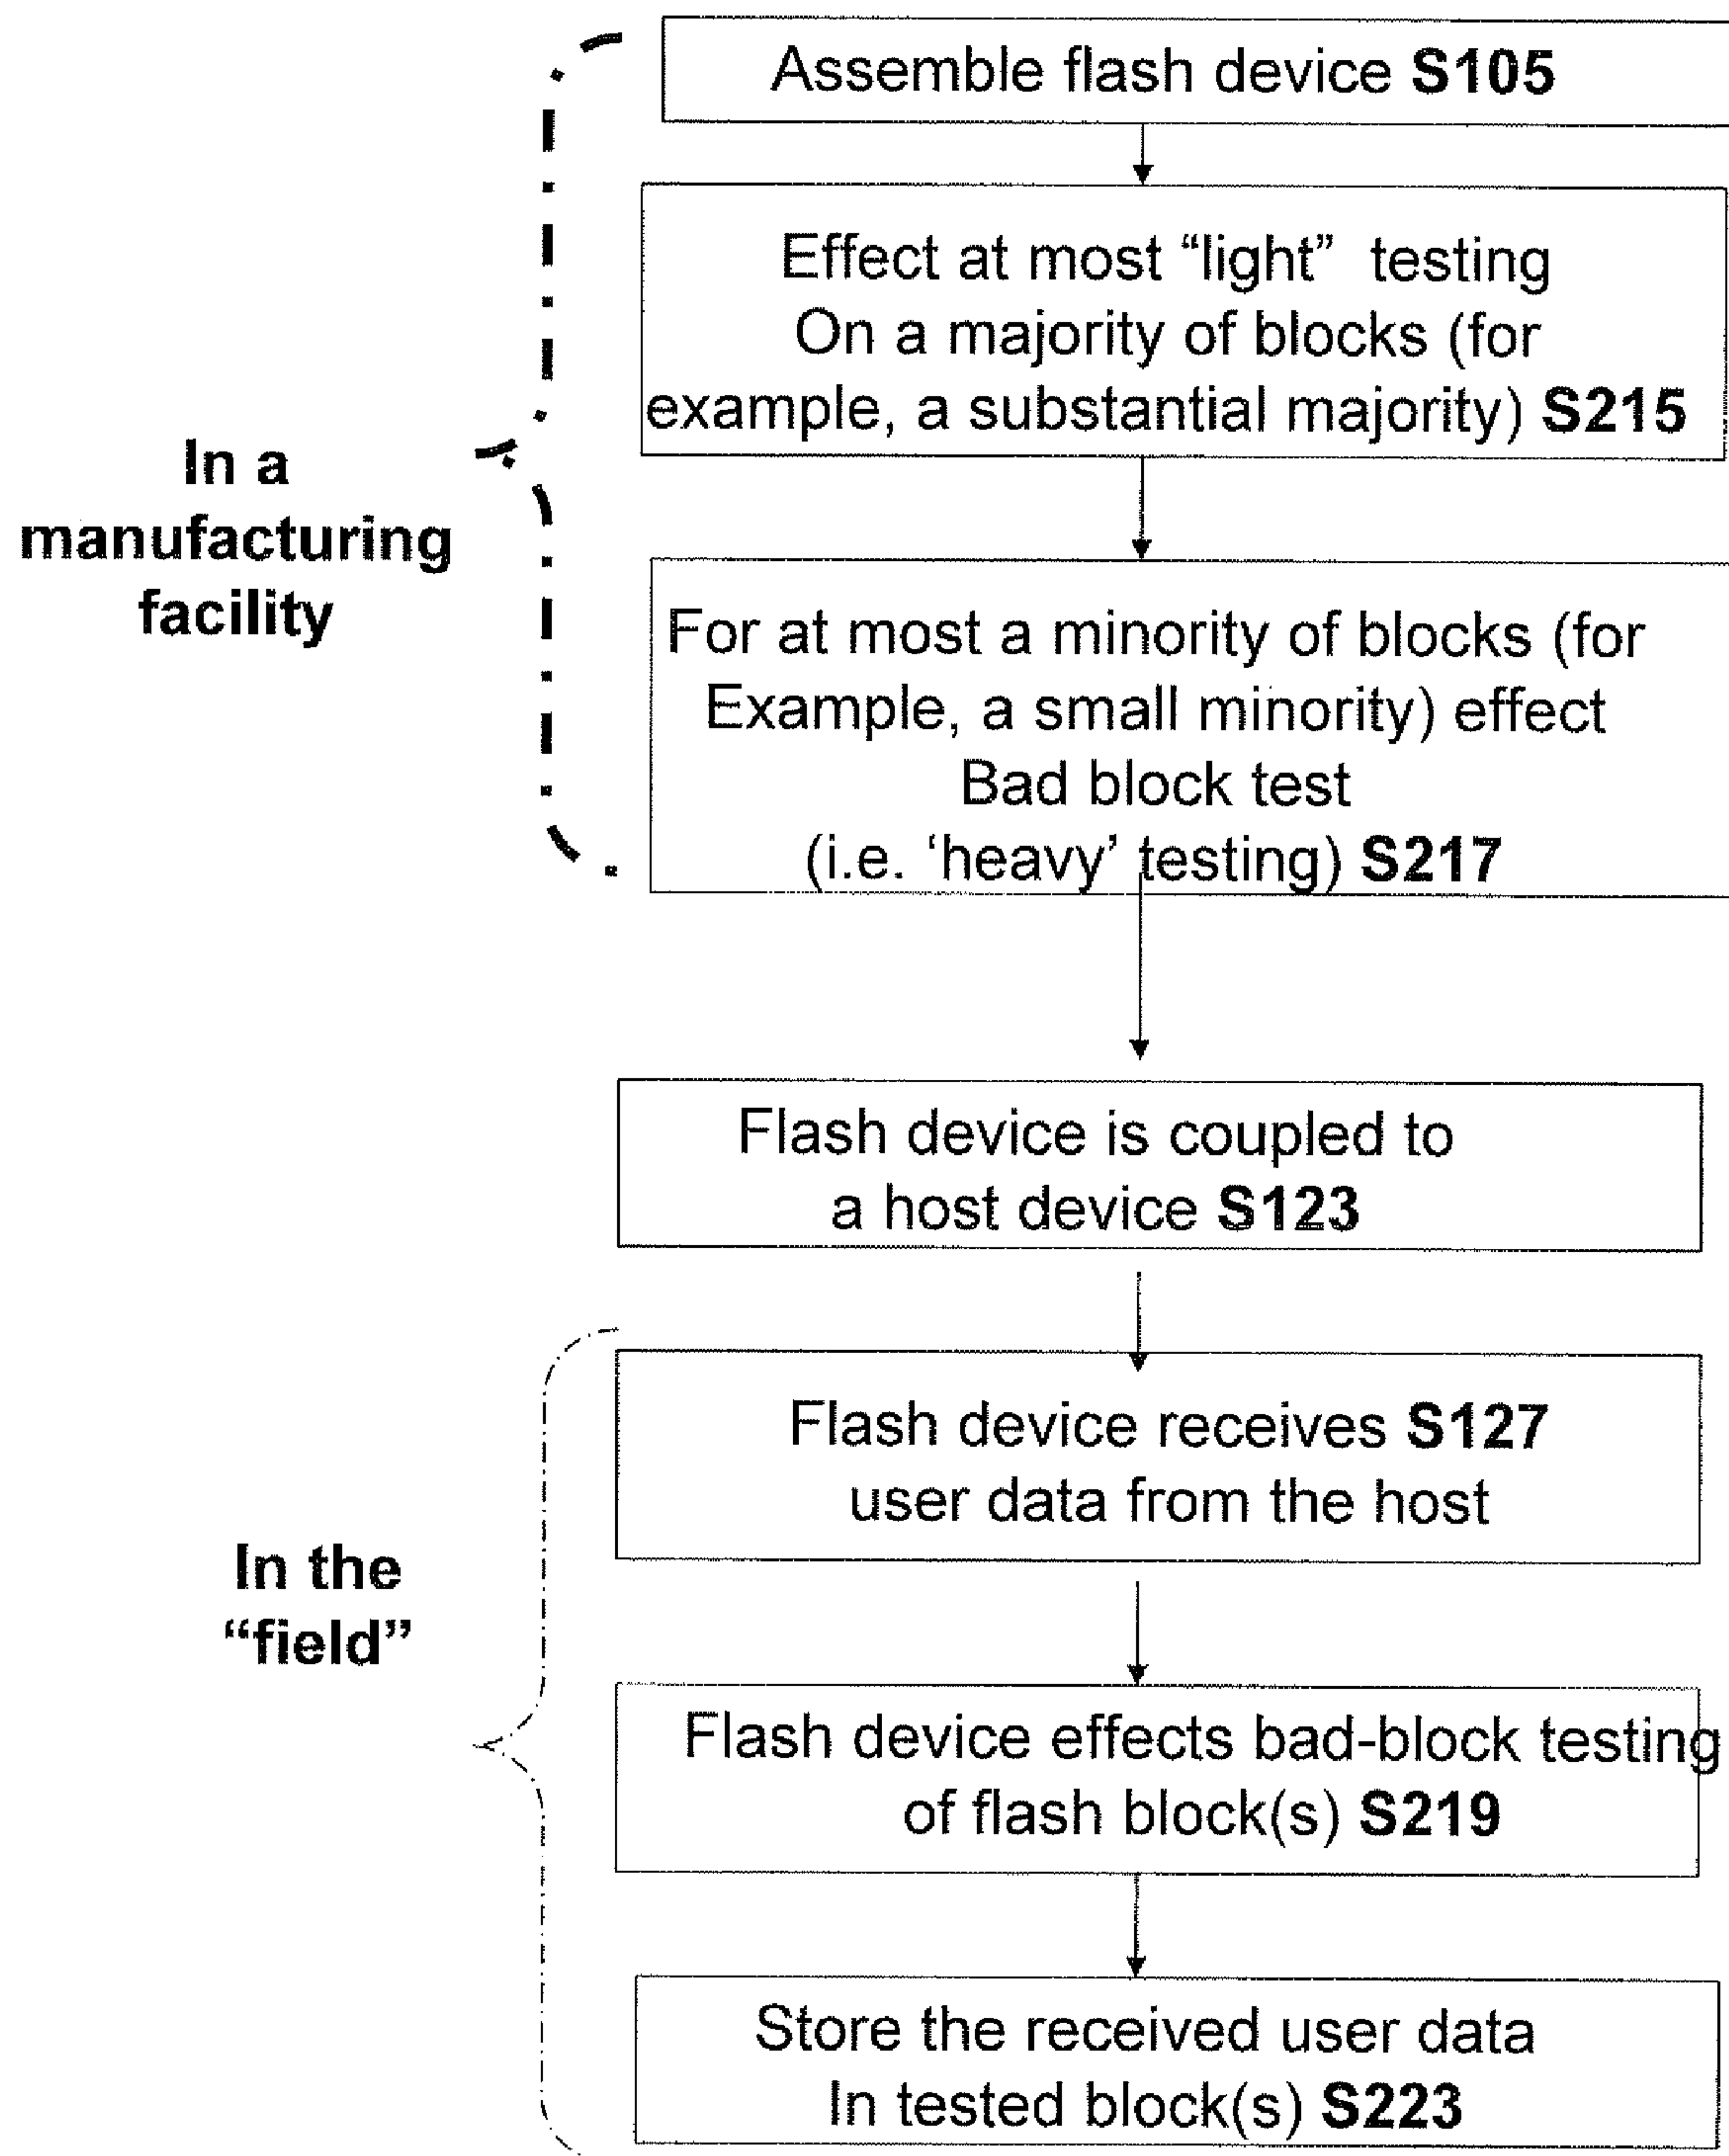 Assemble flash device S105
Effect at most “light” testing
On a majority of blocks (for
example, a substantial majority) S215
In a
manufacturing
facility
For at most a minority of blocks (for
Example, a small minority) effect
Bad block test
(i.e. ‘heavy’ testing) S217
Flash device is coupled to
a host device S123
Flash device receives S127
user data from the host
In the
“field”
Flash device effects bad-block testing
of flash block(s) S219
Store the received user data
In tested block(s) S223